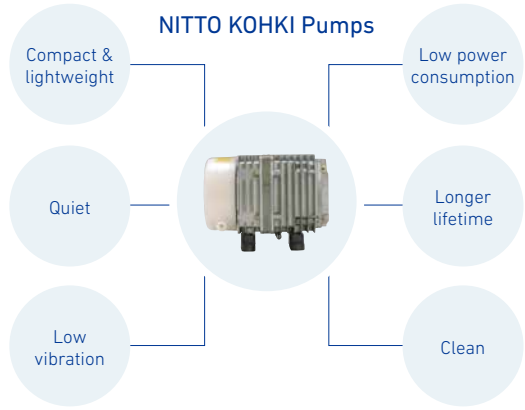 NITTO KOHKI Pumps
Compact &
lightweight
Low power
consumption
Quiet
Longer
lifetime
Low
vibration
Clean